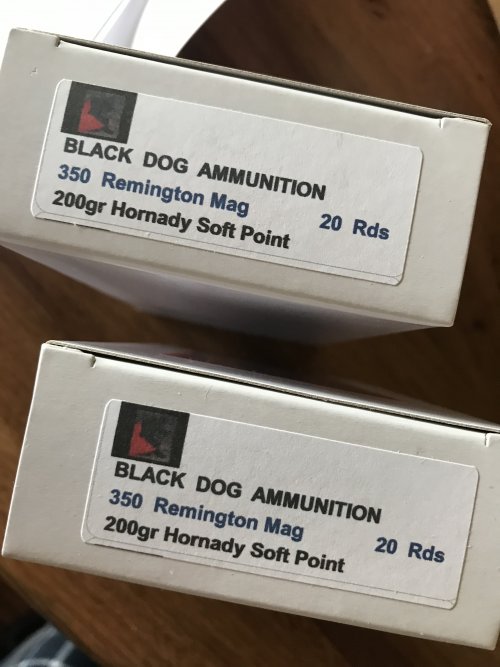 BLACK DOG AMMUNITION
350 Remington Mag 20 Rds
200gr Hornady Soft Point
BLACK DOG AMMUNITION
350 Remington Mag 20 Rds
200gr Hornady Soft Point